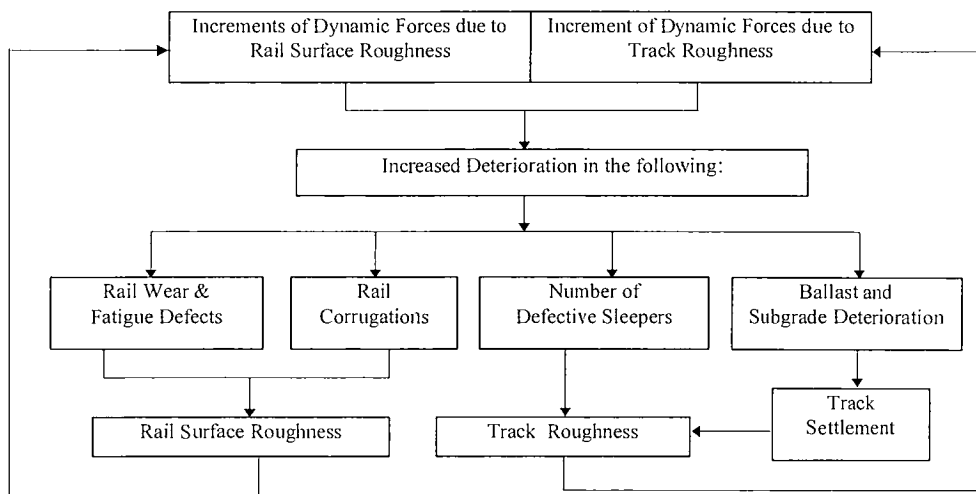 Increments of Dynamic Forces due to
Rail Surface Roughness
Increment of Dynamic Forces due to
Track Roughness
Increased Deterioration in the following:
Rail Wear &
Fatigue Defects
Rail
Corrugations
Number of
Defective Sleepers
Ballast and
Subgrade Deterioration
Rail Surface Roughness
Track Roughness
Track
Settlement